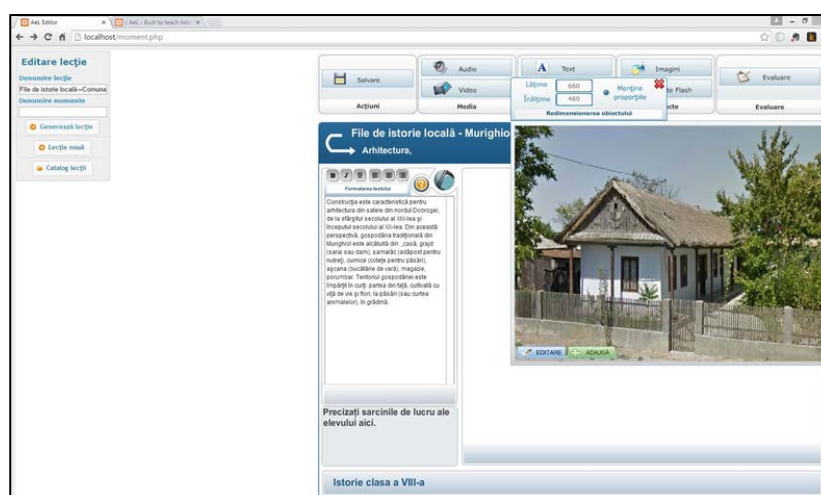 AeL Editor
AeL - Built to teach
localhost/moment.php
Editare lecție
Denumire lecție
File de istorie locală—Comuna
Denumire momente
Generează lecție
Lecție nouă
Catalog lecții
Salvare
Acțiuni
Audio
Video
Media
Text
Imagini
Flash
Evaluare
Evaluare
Lățime
660
Înălțime
480
Menține
proporțiile
Redimensionarea obiectului
File de istorie locală - Murighiol
Arhitectura,
B I U
Formatarea textului
Construcția este caracteristică pentru
arhitectura din satele din nordul Dobrogei,
de la sfârșitul secolului al XIX-lea și
începutul secolului al XX-lea. Din această
perspectivă, gospodăria tradițională din
Murighiol este alcătuită din: „casă, grajd
(sarai sau dam), samalâc (adăpost pentru
nutreț), curnice (cotețe pentru păsări),
așcana (bucătărie de vară), magazie,
porumbar. Teritoriul gospodăriei este
împărțit în curți: partea din față, cultivată cu
viță de vie și flori, la păsări (sau curtea
animalelor), în grădină.
EDITARE
ADAUGĂ
Precizați sarcinile de lucru ale
elevului aici.
Istorie clasa a VIII-a